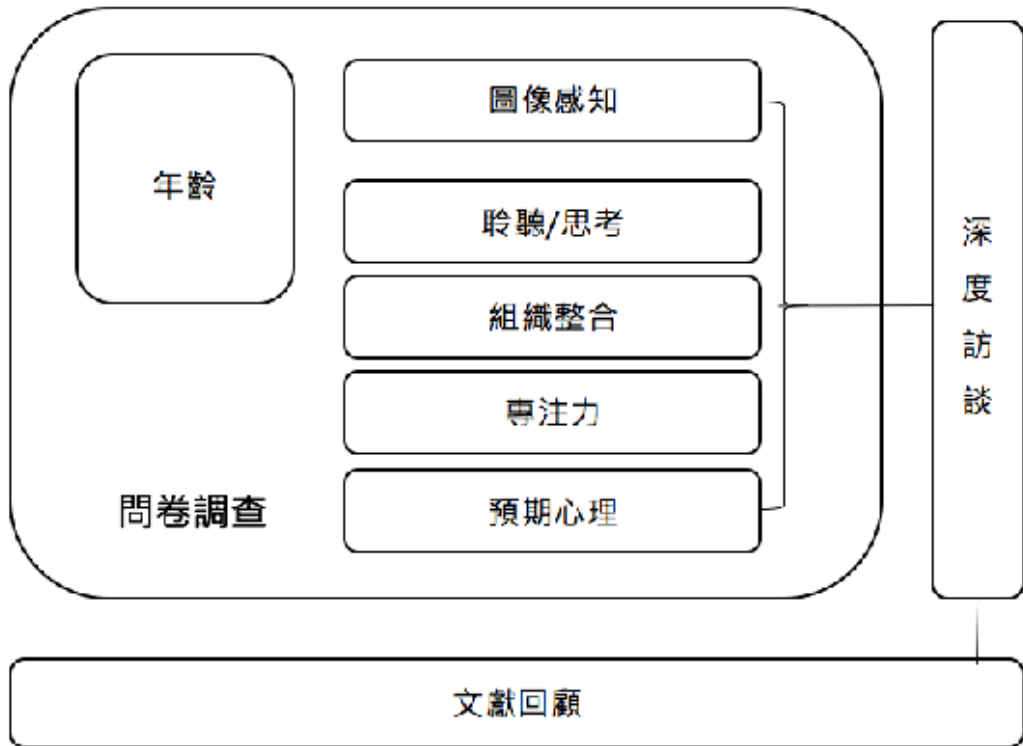 年齡
圖像感知
聆聽/思考
組織整合
專注力
預期心理
問卷調查
深度訪談
文獻回顧